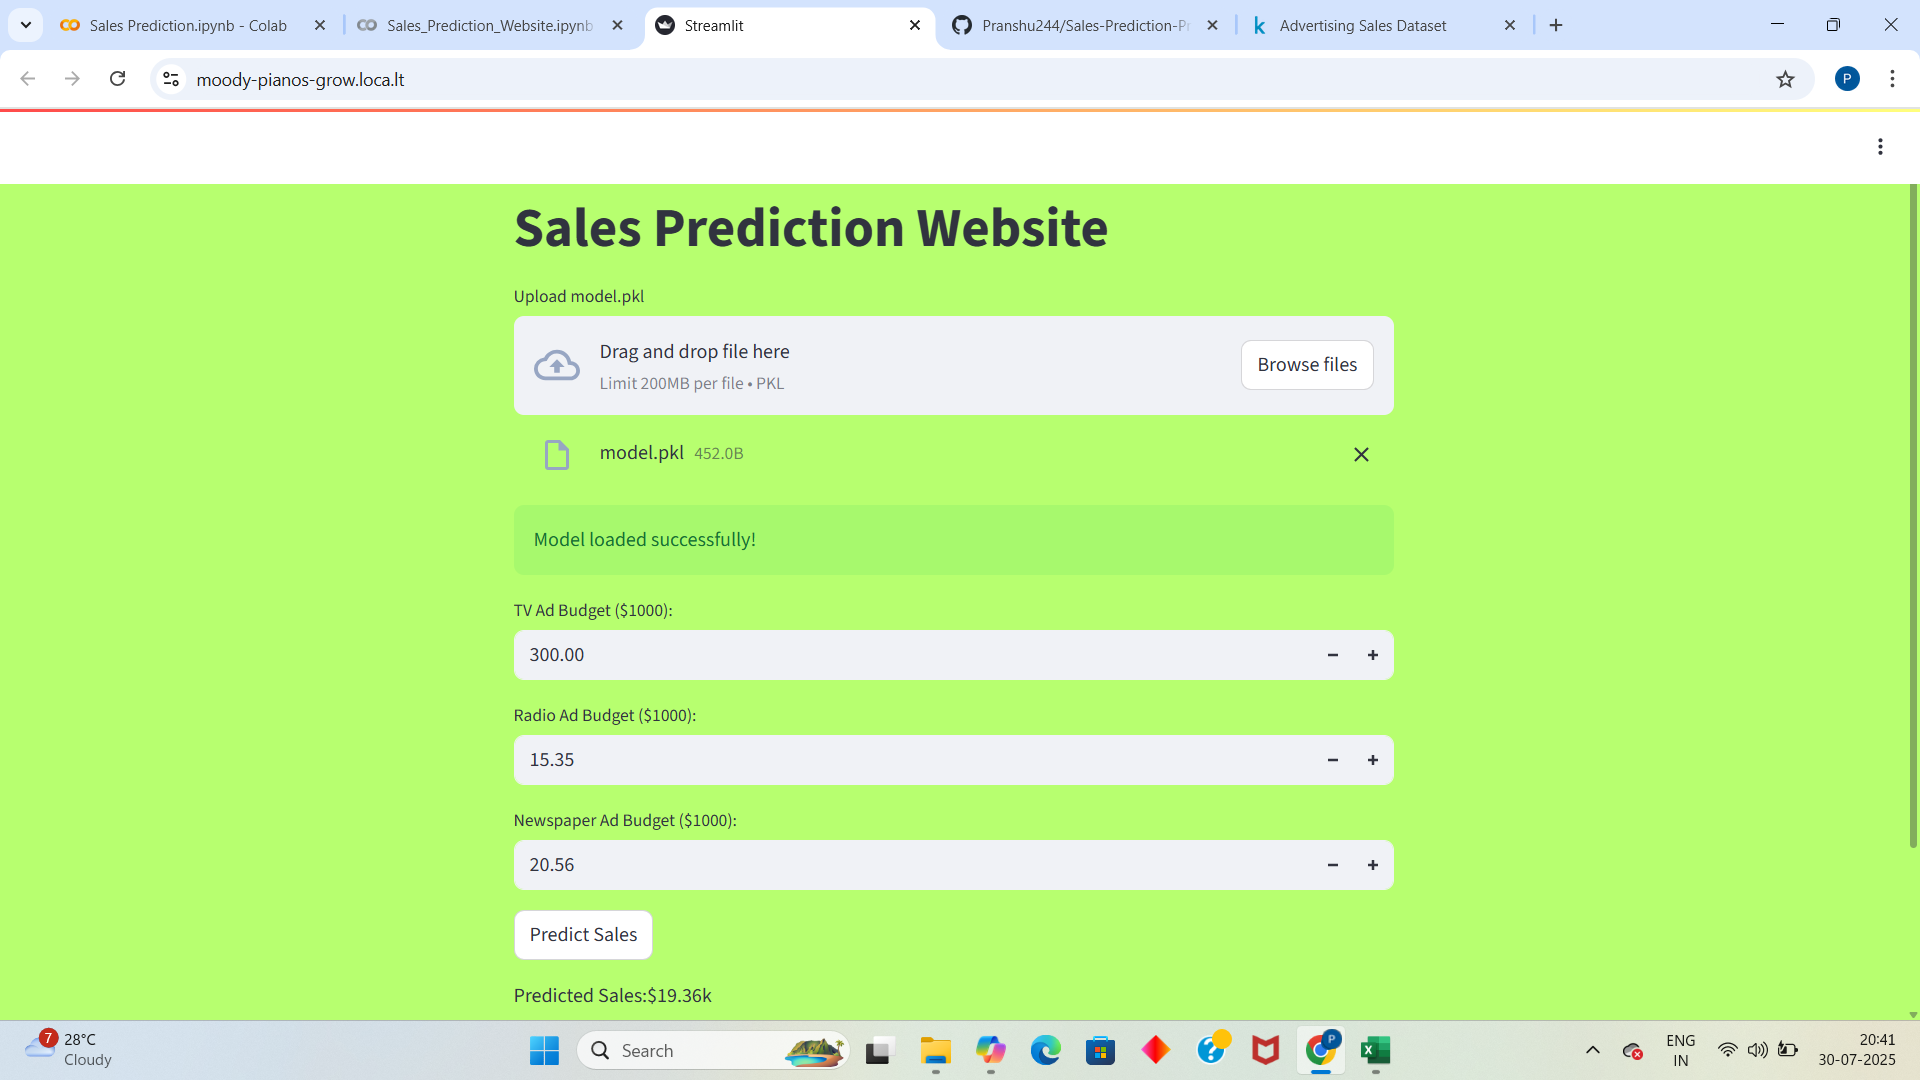 Sales Prediction.ipynb - Colab
Sales_Prediction_Website.ipynb
Streamlit
Pranshu244/Sales-Prediction-Pr
Advertising Sales Dataset
moody-pianos-grow.loca.lt
P
Sales Prediction Website
Upload model.pkl
Drag and drop file here
Limit 200MB per file • PKL
Browse files
model.pkl 452.0B
Model loaded successfully!
TV Ad Budget ($1000):
300.00
Radio Ad Budget ($1000):
15.35
Newspaper Ad Budget ($1000):
20.56
Predict Sales
Predicted Sales:$19.36k
7
28°C
Cloudy
Search
P
ENG
IN
20:41
30-07-2025